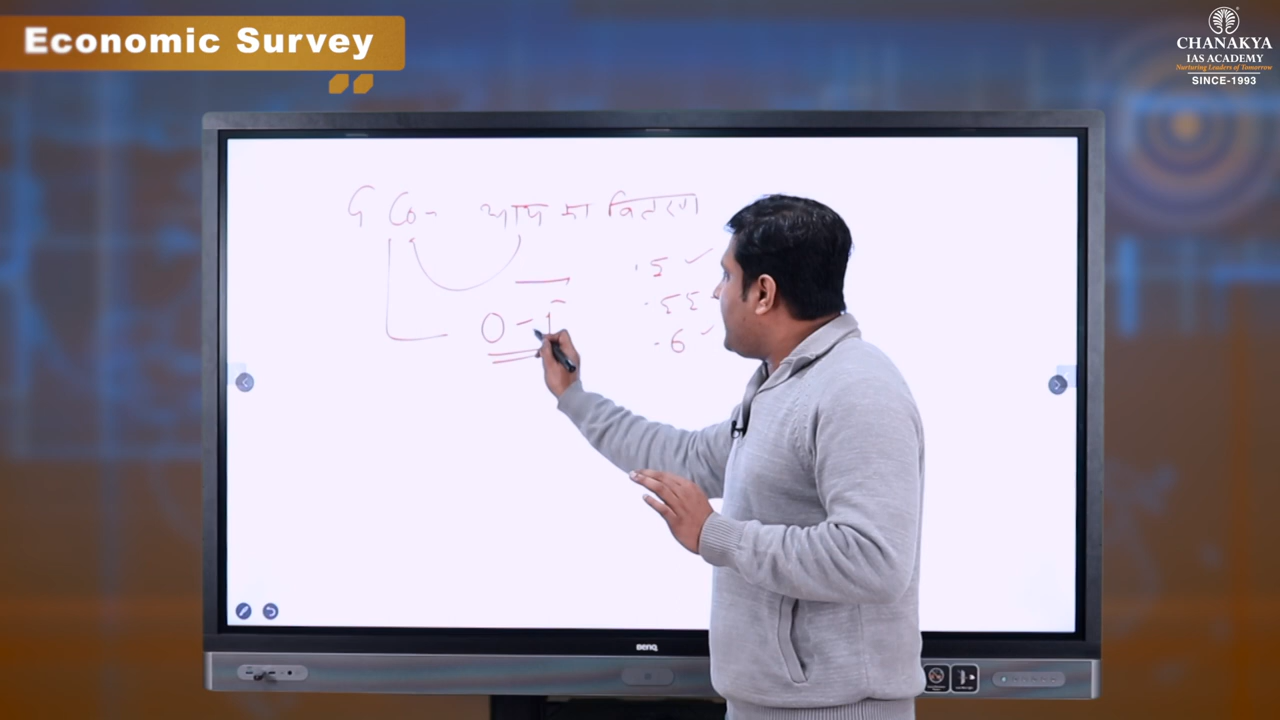 Economic Survey
CHANAKYA
IAS ACADEMY
Nurturing Leaders of Tomorrow
SINCE-1993
G Co- आय का वितरण
.5 ✓
.55
0 - 1
.6 ✓
BenQ